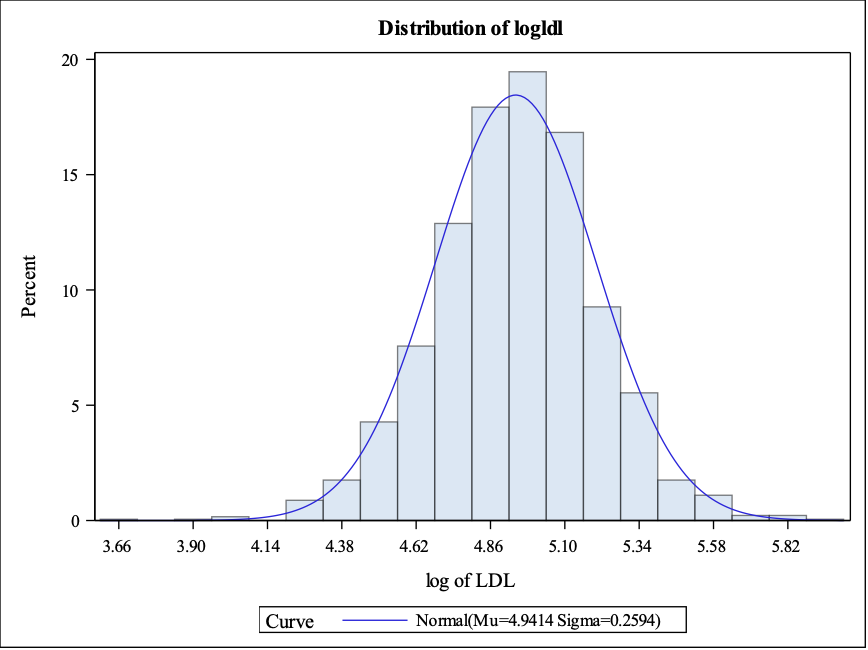 Distribution of logldl
20
15
10
5
0
Percent
3.66 3.90 4.14 4.38 4.62 4.86 5.10 5.34 5.58 5.82
log of LDL
Curve Normal(Mu=4.9414 Sigma=0.2594)